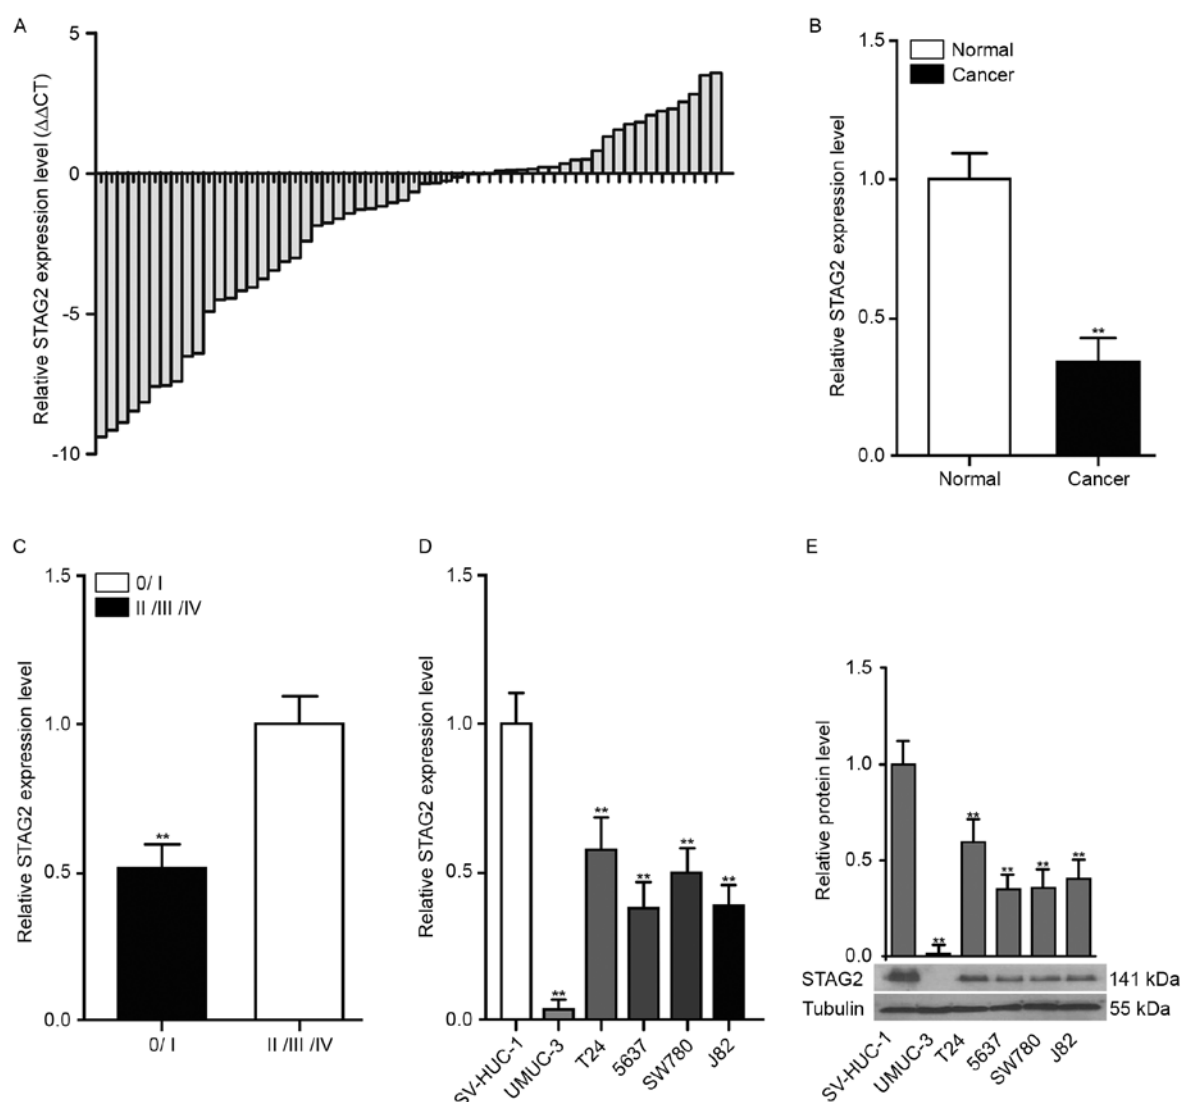 A
Relative STAG2 expression level (ΔΔCT)
5
0
-5
-10
B
Relative STAG2 expression level
1.5
1.0
0.5
0.0
Normal
Cancer
**
Normal
Cancer
C
Relative STAG2 expression level
1.5
1.0
0.5
0.0
0/ I
II /III /IV
**
0/ I
II /III /IV
D
Relative STAG2 expression level
1.5
1.0
0.5
0.0
**
**
**
**
**
SV-HUC-1
UMUC-3
T24
5637
SW780
J82
E
Relative protein level
1.5
1.0
0.5
0.0
**
**
**
**
**
STAG2
141 kDa
Tubulin
55 kDa
SV-HUC-1
UMUC-3
T24
5637
SW780
J82